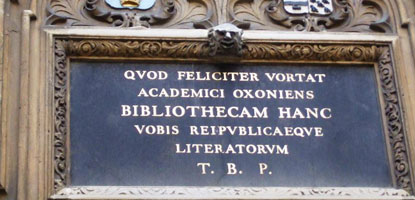 QVOD FELICITER VORTAT
ACADEMICI OXONIENS
BIBLIOTHECAM HANC
VOBIS REIPVBLICAEQVE
LITERATORVM
T. B. P.